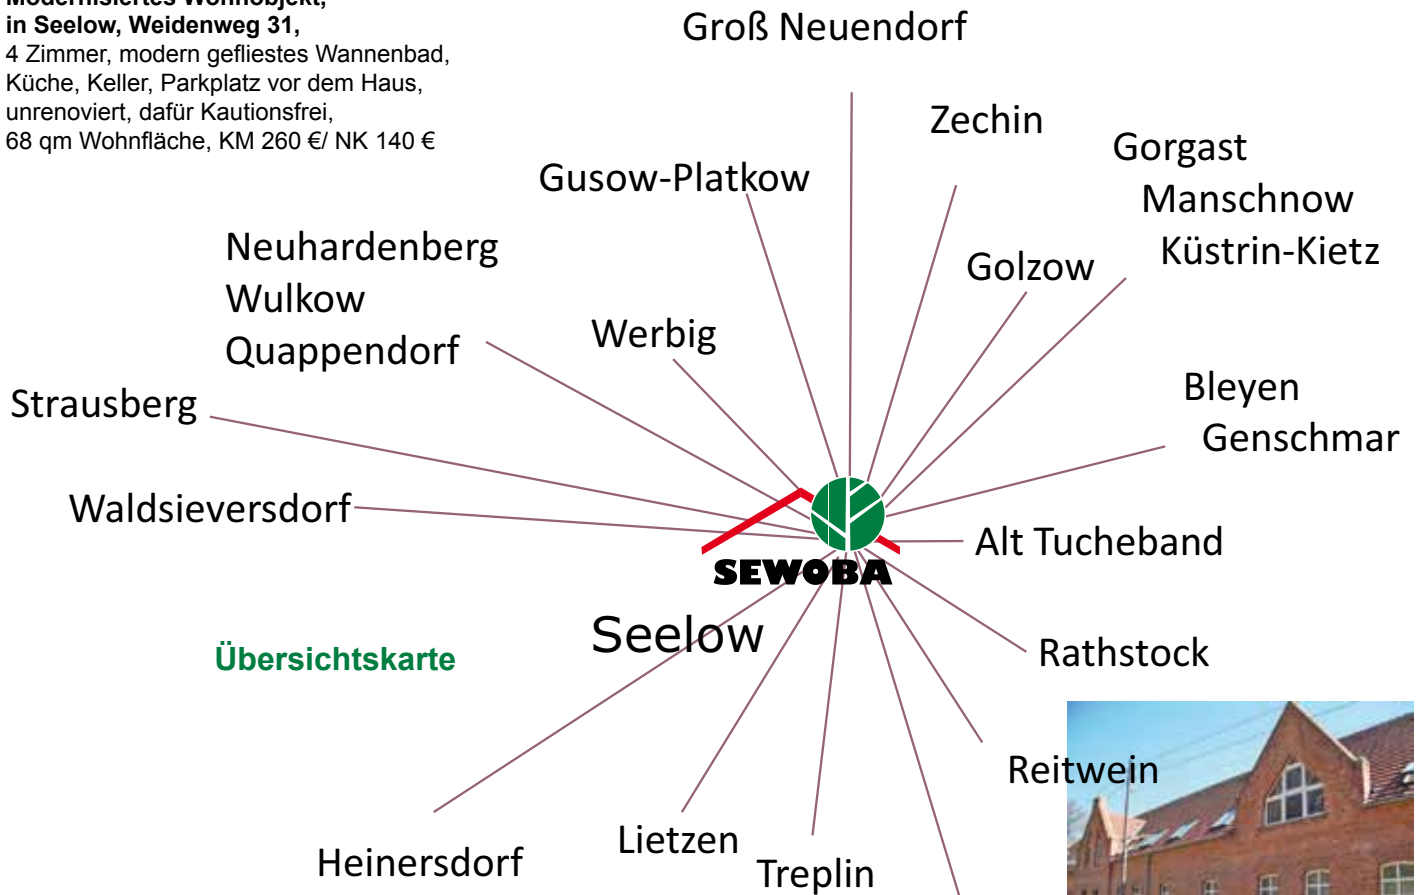 Modernisiertes Wohnobjekt,
in Seelow, Weidenweg 31,
4 Zimmer, modern gefliestes Wannenbad,
Küche, Keller, Parkplatz vor dem Haus,
unrenoviert, dafür Kautionsfrei,
68 qm Wohnfläche, KM 260 €/ NK 140 €
Groß Neuendorf
Zechin
Gorgast
Manschnow
Küstrin-Kietz
Gusow-Platkow
Neuhardenberg
Wulkow
Quappendorf
Golzow
Werbig
Strausberg
Bleyen
Genschmar
Waldsieversdorf
Alt Tucheband
SEWOBA
Seelow
Übersichtskarte
Rathstock
Reitwein
Lietzen
Heinersdorf
Treplin